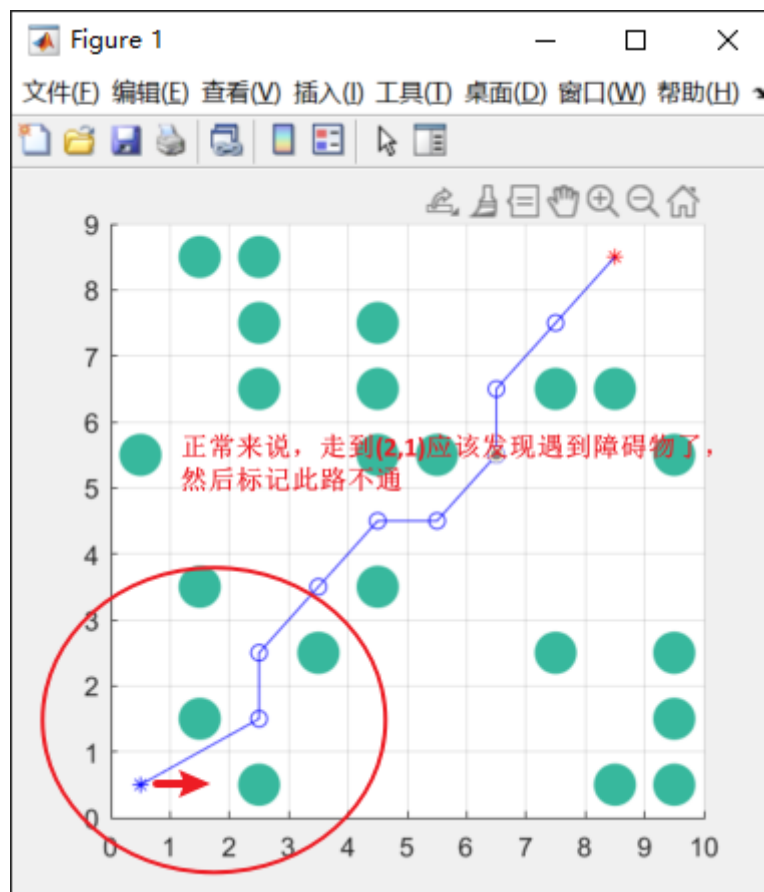 Figure 1
文件(F) 编辑(E) 查看(V) 插入(I) 工具(T) 桌面(D) 窗口(W) 帮助(H)
9
8
7
6
正常来说，走到(2,1)应该发现遇到障碍物了，
然后标记此路不通
5
4
3
2
1
0
0 1 2 3 4 5 6 7 8 9 10